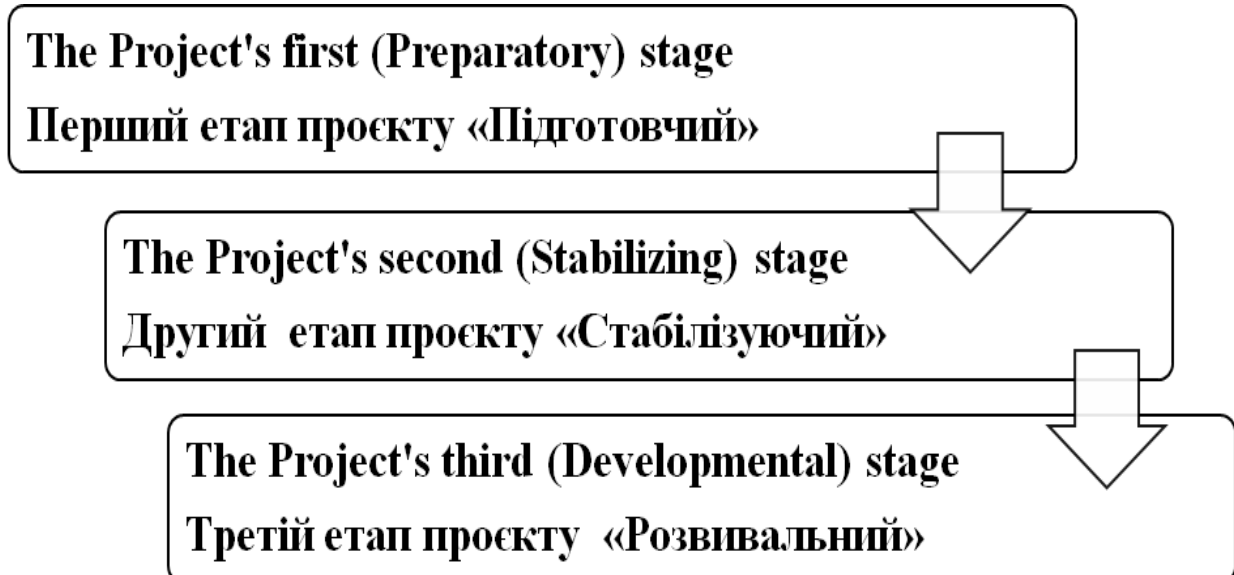 The Project's first (Preparatory) stage
Перший етап проєкту «Підготовчий»
The Project's second (Stabilizing) stage
Другий етап проєкту «Стабілізуючий»
The Project's third (Developmental) stage
Третій етап проєкту «Розвивальний»